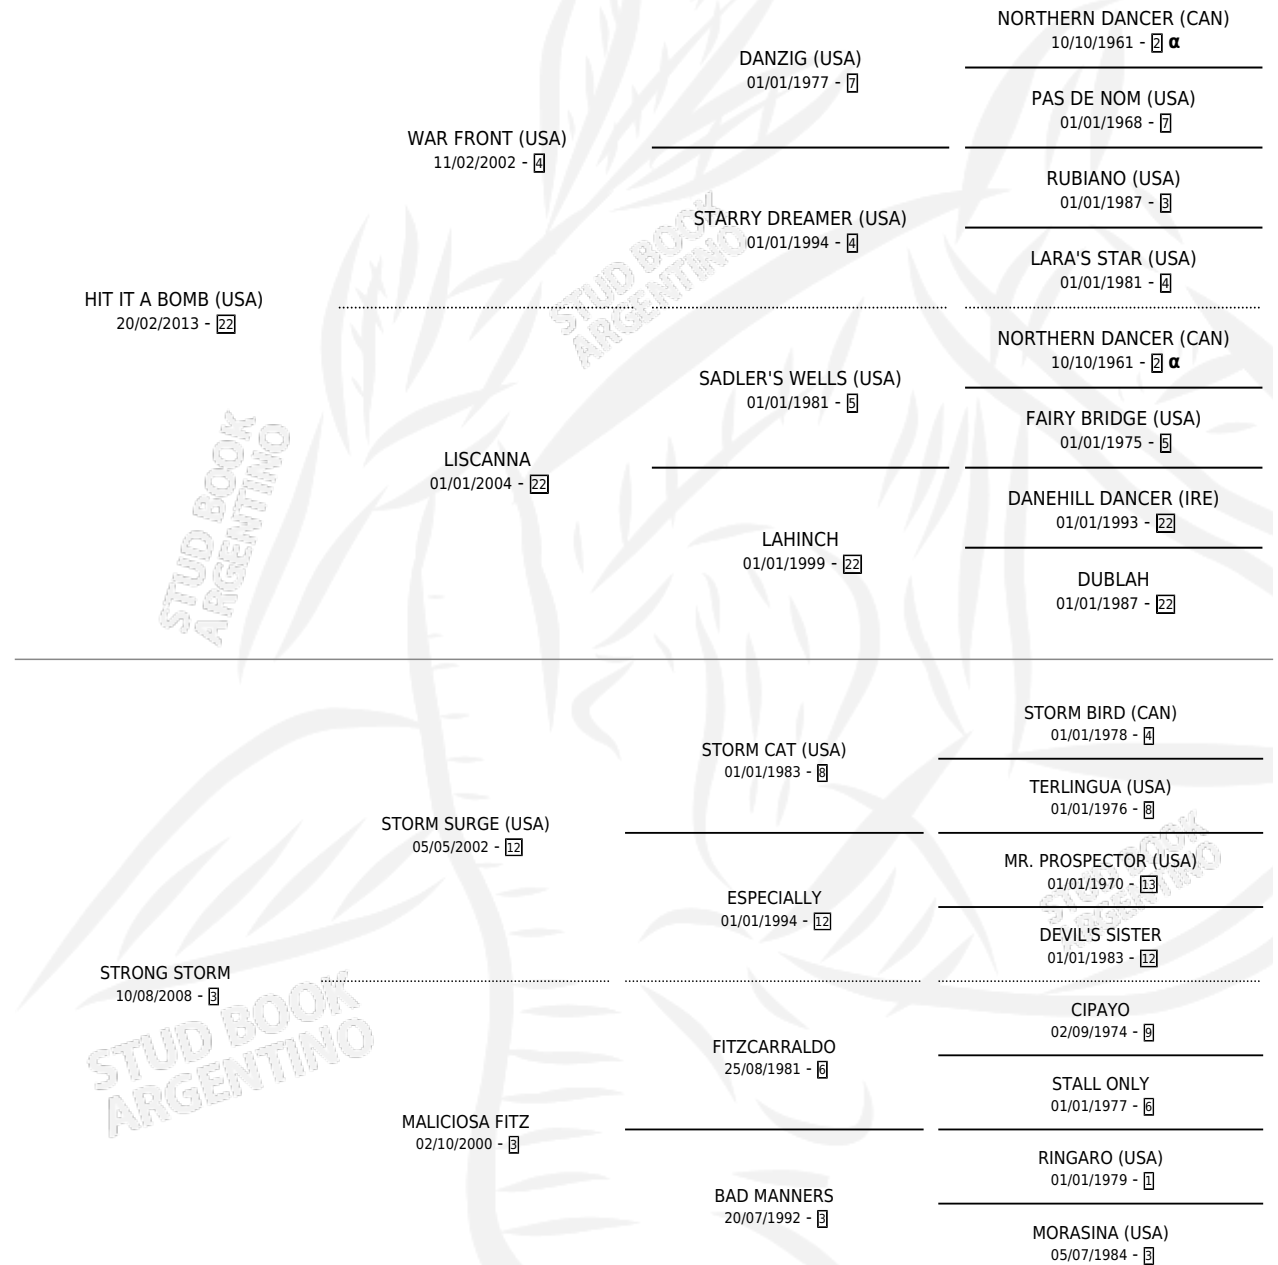 NORTHERN DANCER (CAN)
10/10/1961 - 2 α
DANZIG (USA)
01/01/1977 - 7
PAS DE NOM (USA)
01/01/1968 - 7
WAR FRONT (USA)
11/02/2002 - 4
RUBIANO (USA)
01/01/1987 - 3
STARRY DREAMER (USA)
01/01/1994 - 4
LARA'S STAR (USA)
01/01/1981 - 4
HIT IT A BOMB (USA)
20/02/2013 - 22
NORTHERN DANCER (CAN)
10/10/1961 - 2 α
SADLER'S WELLS (USA)
01/01/1981 - 5
FAIRY BRIDGE (USA)
01/01/1975 - 5
LISCANNA
01/01/2004 - 22
DANEHILL DANCER (IRE)
01/01/1993 - 22
LAHINCH
01/01/1999 - 22
DUBLAH
01/01/1987 - 22
STORM BIRD (CAN)
01/01/1978 - 4
STORM CAT (USA)
01/01/1983 - 8
TERLINGUA (USA)
01/01/1976 - 8
STORM SURGE (USA)
05/05/2002 - 12
MR. PROSPECTOR (USA)
01/01/1970 - 13
ESPECIALLY
01/01/1994 - 12
DEVIL'S SISTER
01/01/1983 - 12
STRONG STORM
10/08/2008 - 3
CIPAYO
02/09/1974 - 9
FITZCARRALDO
25/08/1981 - 6
STALL ONLY
01/01/1977 - 6
MALICIOSA FITZ
02/10/2000 - 3
RINGARO (USA)
01/01/1979 - 1
BAD MANNERS
20/07/1992 - 3
MORASINA (USA)
05/07/1984 - 3
STUD BOOK
ARGENTINO
STUD BOOK
ARGENTINO
STUD BOOK
ARGENTINO
STUD BOOK
ARGENTINO